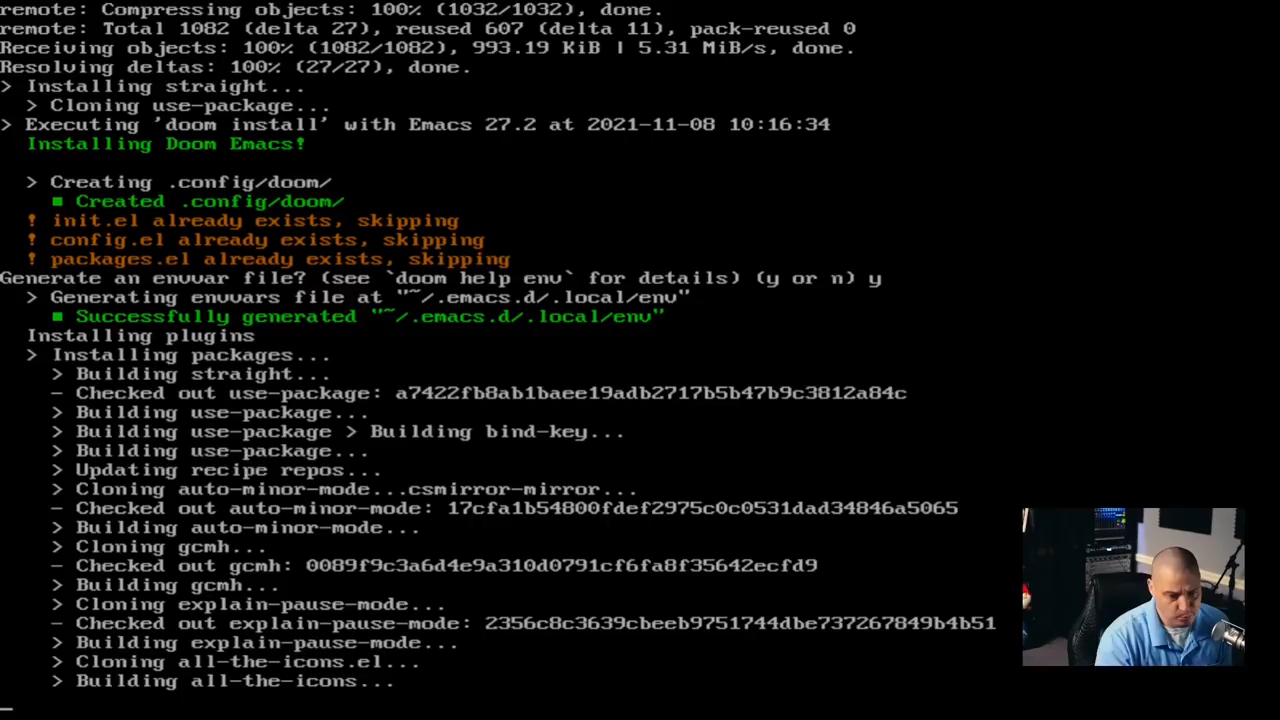 remote: Compressing objects: 100% (1032/1032), done.
remote: Total 1082 (delta 27), reused 607 (delta 11), pack-reused 0
Receiving objects: 100% (1082/1082), 993.19 KiB | 5.31 MiB/s, done.
Resolving deltas: 100% (27/27), done.
> Installing straight...
> Cloning use-package...
> Executing 'doom install' with Emacs 27.2 at 2021-11-08 10:16:34
Installing Doom Emacs!
> Creating .config/doom/
■ Created .config/doom/
! init.el already exists, skipping
! config.el already exists, skipping
! packages.el already exists, skipping
Generate an envvar file? (see `doom help env` for details) (y or n) y
> Generating envvars file at "~/.emacs.d/.local/env"
■ Successfully generated "~/.emacs.d/.local/env"
Installing plugins
> Installing packages...
> Building straight...
- Checked out use-package: a7422fb8ab1baee19adb2717b5b47b9c3812a84c
> Building use-package...
> Building use-package > Building bind-key...
> Building use-package...
> Updating recipe repos...
> Cloning auto-minor-mode...csmirror-mirror...
- Checked out auto-minor-mode: 17cfa1b54800fdef2975c0c0531dad34846a5065
> Building auto-minor-mode...
> Cloning gcmh...
- Checked out gcmh: 0089f9c3a6d4e9a310d0791cf6fa8f35642ecfd9
> Building gcmh...
> Cloning explain-pause-mode...
- Checked out explain-pause-mode: 2356c8c3639cbeeb9751744dbe737267849b4b51
> Building explain-pause-mode...
> Cloning all-the-icons.el...
> Building all-the-icons...